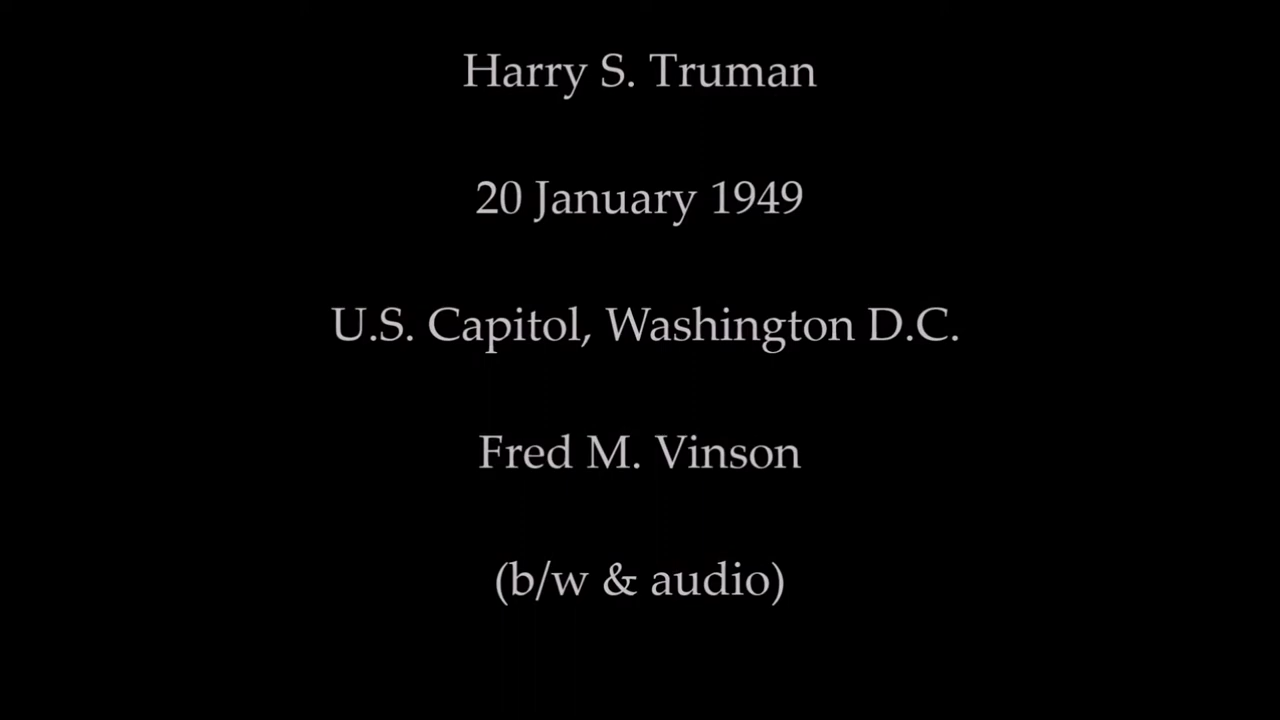 Harry S. Truman
20 January 1949
U.S. Capitol, Washington D.C.
Fred M. Vinson
(b/w & audio)